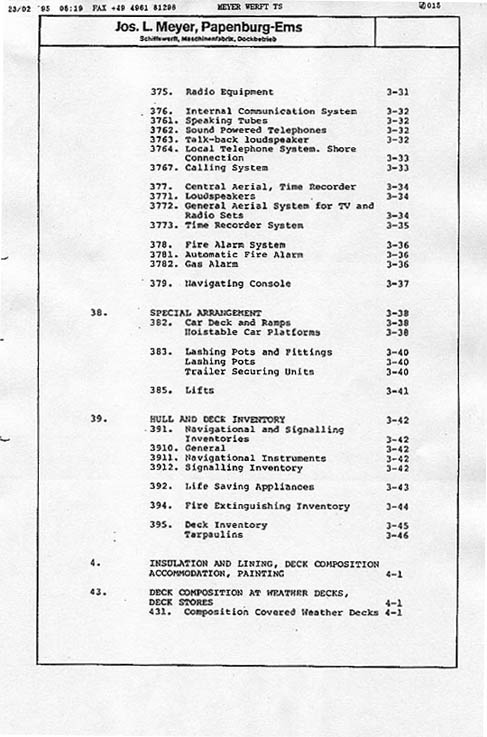 23/02 '95 06:19 FAX +49 4961 81298 MEYER WERFT TS 015
Jos. L. Meyer, Papenburg-Ems
Schiffswerft, Maschinenfabrik, Dockbetrieb
375. Radio Equipment 3-31
376. Internal Communication System 3-32
3761. Speaking Tubes 3-32
3762. Sound Powered Telephones 3-32
3763. Talk-back loudspeaker 3-32
3764. Local Telephone System. Shore
Connection 3-33
3767. Calling System 3-33
377. Central Aerial, Time Recorder 3-34
3771. Loudspeakers 3-34
3772. General Aerial System for TV and
Radio Sets 3-34
3773. Time Recorder System 3-35
378. Fire Alarm System 3-36
3781. Automatic Fire Alarm 3-36
3782. Gas Alarm 3-36
379. Navigating Console 3-37
38. SPECIAL ARRANGEMENT 3-38
382. Car Deck and Ramps 3-38
Hoistable Car Platforms 3-38
383. Lashing Pots and Fittings 3-40
Lashing Pots 3-40
Trailer Securing Units 3-40
385. Lifts 3-41
39. HULL AND DECK INVENTORY 3-42
391. Navigational and Signalling
Inventories 3-42
3910. General 3-42
3911. Navigational Instruments 3-42
3912. Signalling Inventory 3-42
392. Life Saving Appliances 3-43
394. Fire Extinguishing Inventory 3-44
395. Deck Inventory 3-45
Tarpaulins 3-46
4. INSULATION AND LINING, DECK COMPOSITION
ACCOMMODATION, PAINTING 4-1
43. DECK COMPOSITION AT WEATHER DECKS,
DECK STORES 4-1
431. Composition Covered Weather Decks 4-1